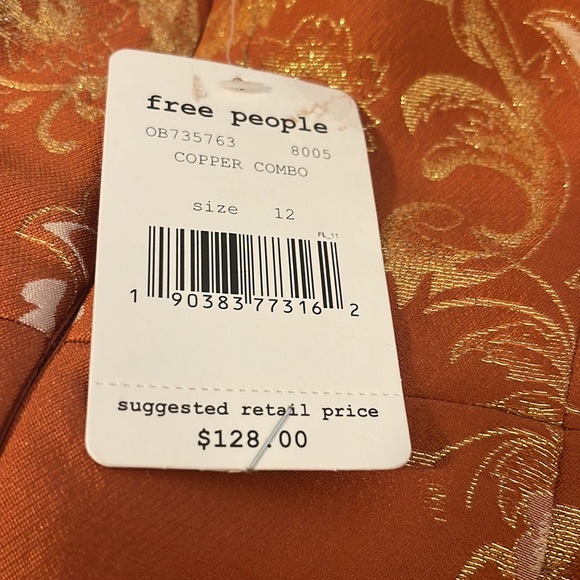 free people
OB735763 8005
COPPER COMBO
size 12
FL_11
1 90383 77316 2
suggested retail price
$128.00